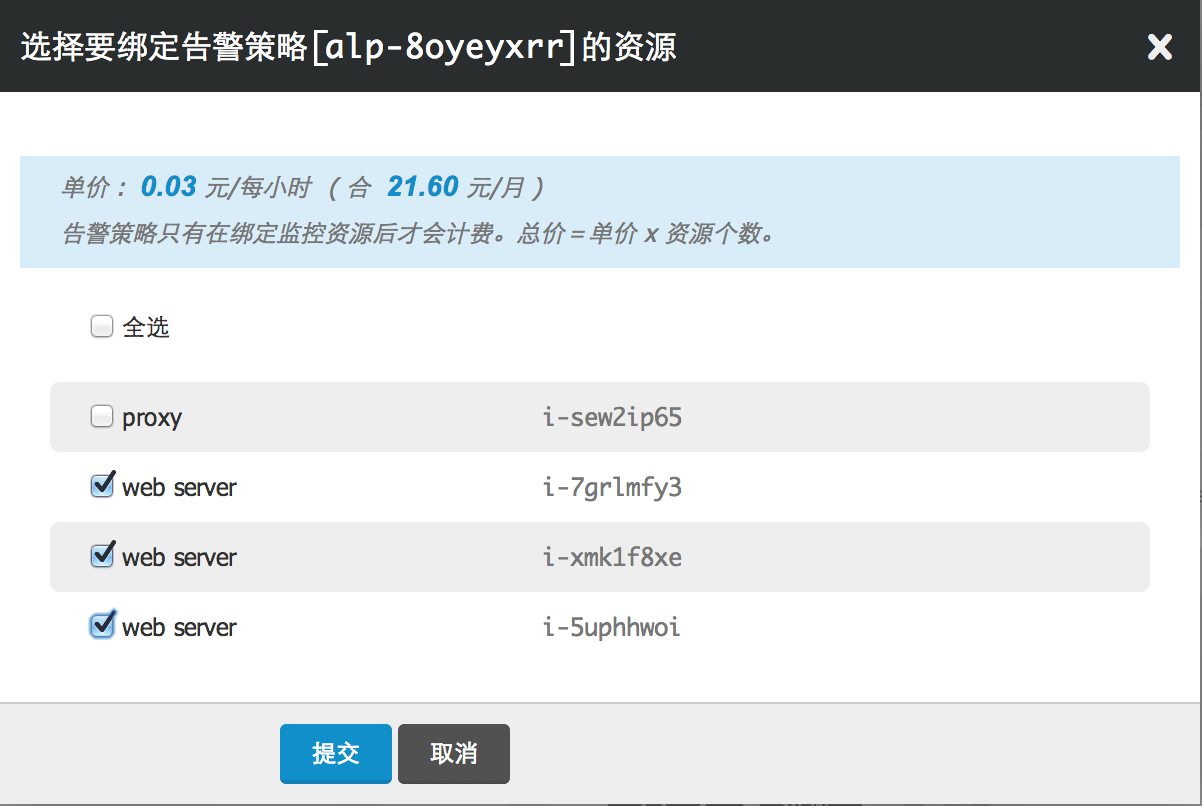 选择要绑定告警策略[alp-8oyeyxrr]的资源
单价： 0.03 元/每小时 ( 合 21.60 元/月 )
告警策略只有在绑定监控资源后才会计费。总价 = 单价 x 资源个数。
全选
proxy i-sew2ip65
web server i-7grlmfy3
web server i-xmk1f8xe
web server i-5uphhwoi
提交 取消